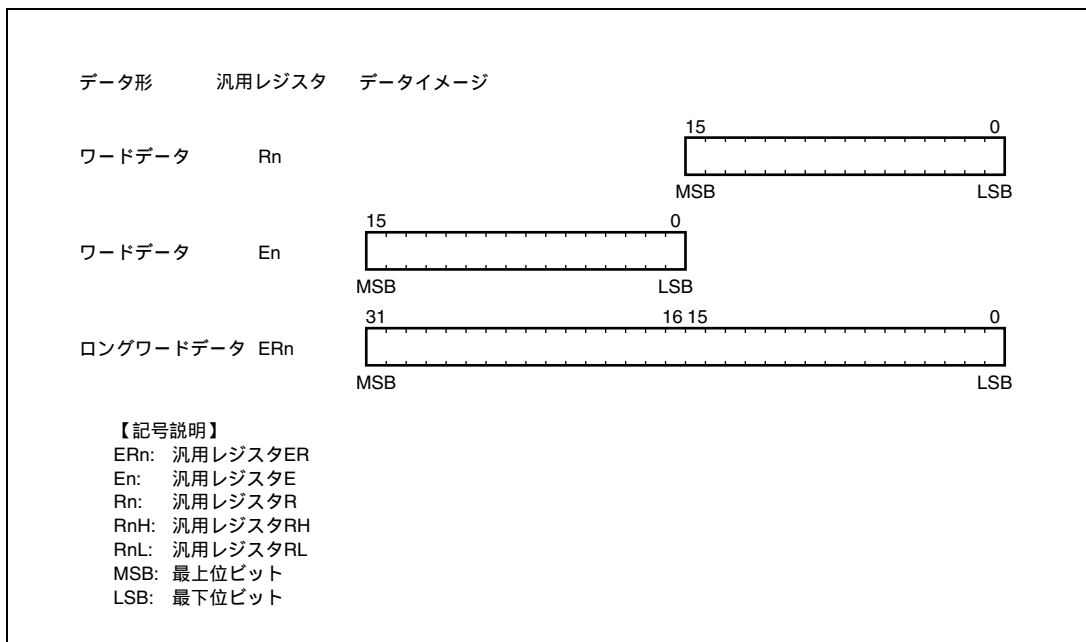 データ形 汎用レジスタ データイメージ
15 0
ワードデータ Rn
MSB LSB
15 0
ワードデータ En
MSB LSB
31 16 15 0
ロングワードデータ ERn
MSB LSB
【記号説明】
ERn: 汎用レジスタER
En: 汎用レジスタE
Rn: 汎用レジスタR
RnH: 汎用レジスタRH
RnL: 汎用レジスタRL
MSB: 最上位ビット
LSB: 最下位ビット